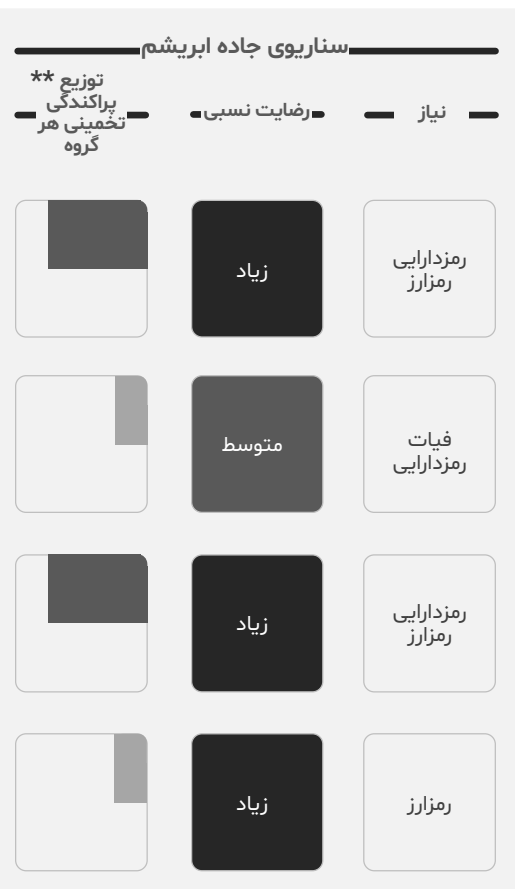 سناریوی جاده ابریشم
نیاز
رضایت نسبی
توزیع **
پراکندگی
تخمینی هر
گروه
رمزدارایی
رمزارز
زیاد
فیات
رمزدارایی
متوسط
رمزدارایی
رمزارز
زیاد
رمزارز
زیاد